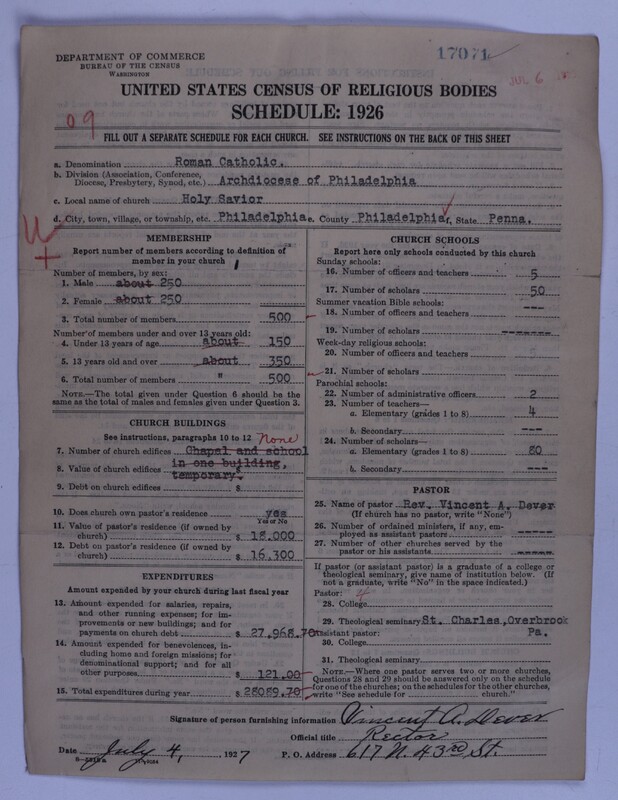 DEPARTMENT OF COMMERCE
BUREAU OF THE CENSUS
WASHINGTON
17071
JUL 6
UNITED STATES CENSUS OF RELIGIOUS BODIES
SCHEDULE: 1926
09
FILL OUT A SEPARATE SCHEDULE FOR EACH CHURCH. SEE INSTRUCTIONS ON THE BACK OF THIS SHEET
a. Denomination Roman Catholic.
b. Division (Association, Conference, Diocese, Presbytery, Synod, etc.) Archdiocese of Philadelphia
c. Local name of church Holy Savior
d. City, town, village, or township, etc. Philadelphia e. County Philadelphia f. State Penna.
MEMBERSHIP
Report number of members according to definition of member in your church
Number of members, by sex:
1. Male about 250
2. Female about 250
3. Total number of members 500
Number of members under and over 13 years old:
4. Under 13 years of age about 150
5. 13 years old and over about 350
6. Total number of members " 500
NOTE.—The total given under Question 6 should be the same as the total of males and females given under Question 3.
CHURCH BUILDINGS
See instructions, paragraphs 10 to 12 None
7. Number of church edifices Chapel and school
8. Value of church edifices in one building, temporary.
9. Debt on church edifices $
10. Does church own pastor's residence yes
Yes or No
11. Value of pastor's residence (if owned by church) $ 18,000
12. Debt on pastor's residence (if owned by church) $ 16,300
EXPENDITURES
Amount expended by your church during last fiscal year
13. Amount expended for salaries, repairs, and other running expenses; for improvements or new buildings; and for payments on church debt $ 27,968.70
14. Amount expended for benevolences, including home and foreign missions; for denominational support; and for all other purposes $ 121.00
15. Total expenditures during year $ 28089.70
CHURCH SCHOOLS
Report here only schools conducted by this church
Sunday schools:
16. Number of officers and teachers 5
17. Number of scholars 50
Summer vacation Bible schools:
18. Number of officers and teachers ---
19. Number of scholars -------
Week-day religious schools:
20. Number of officers and teachers
21. Number of scholars
Parochial schools:
22. Number of administrative officers 2
23. Number of teachers—
a. Elementary (grades 1 to 8) 4
b. Secondary ---
24. Number of scholars—
a. Elementary (grades 1 to 8) 80
b. Secondary ---
PASTOR
25. Name of pastor Rev. Vincent A. Dever
(If church has no pastor, write "None")
26. Number of ordained ministers, if any, employed as assistant pastors -----
27. Number of other churches served by the pastor or his assistants -----
If pastor (or assistant pastor) is a graduate of a college or theological seminary, give name of institution below. (If not a graduate, write "No" in the space indicated.)
Pastor: 4
28. College
29. Theological seminary St. Charles, Overbrook
Assistant pastor: Pa.
30. College
31. Theological seminary
NOTE.—Where one pastor serves two or more churches, Questions 28 and 29 should be answered only on the schedule for one of the churches; on the schedules for the other churches, write "See schedule for church."
Signature of person furnishing information Vincent A. Dever
Official title Rector
Date July 4, 1927 P. O. Address 617 N. 43rd St.